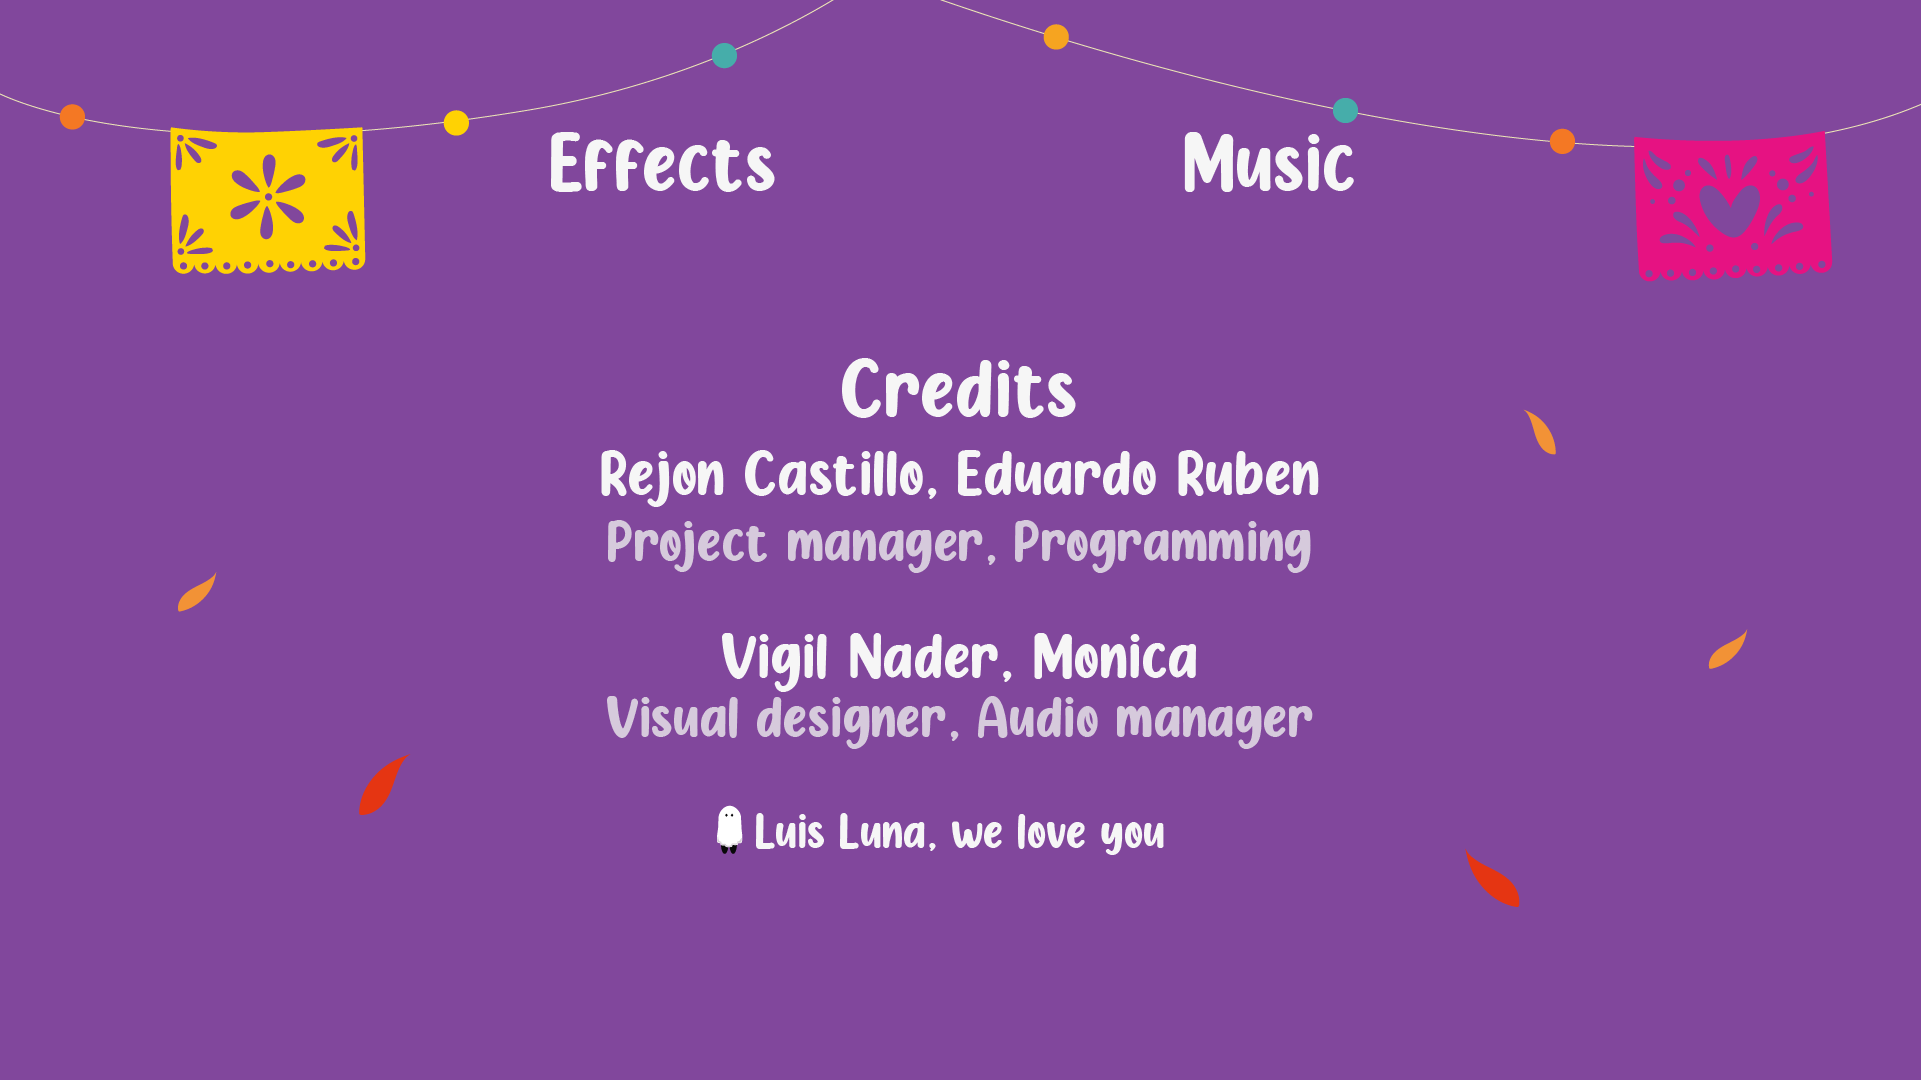 Effects
Music
Credits
Rejon Castillo, Eduardo Ruben
Project manager, Programming
Vigil Nader, Monica
Visual designer, Audio manager
Luis Luna, we love you